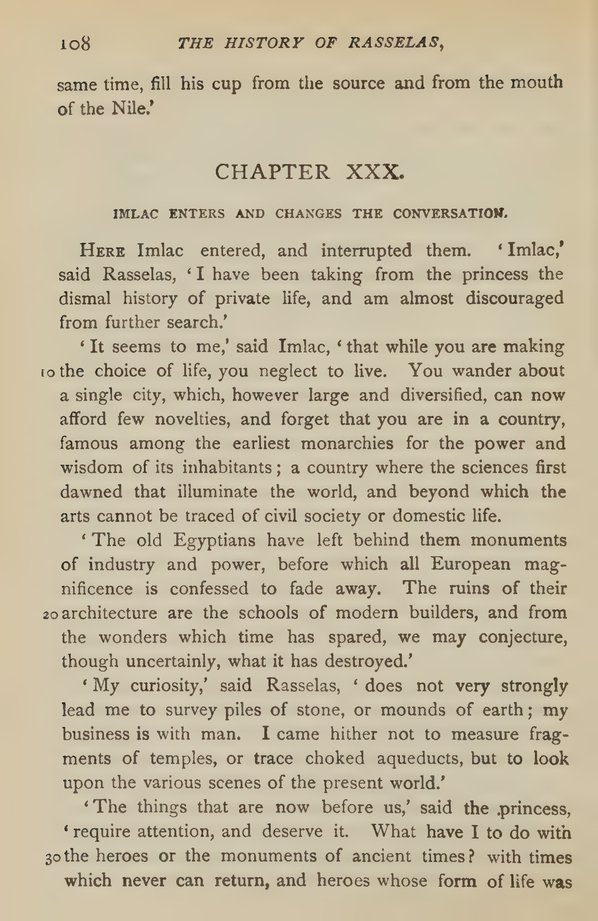 108 THE HISTORY OF RASSELAS,
same time, fill his cup from the source and from the mouth
of the Nile.’
CHAPTER XXX.
IMLAC ENTERS AND CHANGES THE CONVERSATION.
HERE Imlac entered, and interrupted them. ‘Imlac,’
said Rasselas, ‘I have been taking from the princess the
dismal history of private life, and am almost discouraged
from further search.’
‘It seems to me,’ said Imlac, ‘that while you are making
10 the choice of life, you neglect to live. You wander about
a single city, which, however large and diversified, can now
afford few novelties, and forget that you are in a country,
famous among the earliest monarchies for the power and
wisdom of its inhabitants; a country where the sciences first
dawned that illuminate the world, and beyond which the
arts cannot be traced of civil society or domestic life.
‘The old Egyptians have left behind them monuments
of industry and power, before which all European mag-
nificence is confessed to fade away. The ruins of their
20 architecture are the schools of modern builders, and from
the wonders which time has spared, we may conjecture,
though uncertainly, what it has destroyed.’
‘My curiosity,’ said Rasselas, ‘does not very strongly
lead me to survey piles of stone, or mounds of earth; my
business is with man. I came hither not to measure frag-
ments of temples, or trace choked aqueducts, but to look
upon the various scenes of the present world.’
‘The things that are now before us,’ said the princess,
‘require attention, and deserve it. What have I to do with
30 the heroes or the monuments of ancient times? with times
which never can return, and heroes whose form of life was